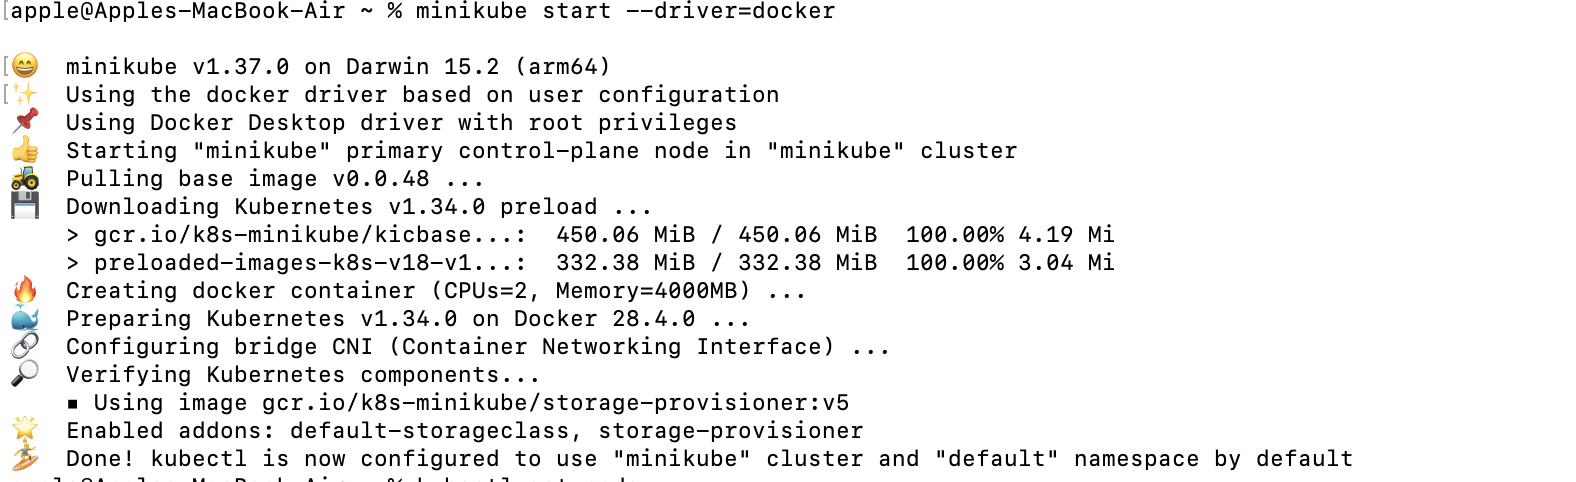 [apple@Apples-MacBook-Air ~ % minikube start --driver=docker
[😄  minikube v1.37.0 on Darwin 15.2 (arm64)
[✨  Using the docker driver based on user configuration
📌  Using Docker Desktop driver with root privileges
👍  Starting "minikube" primary control-plane node in "minikube" cluster
🚜  Pulling base image v0.0.48 ...
💾  Downloading Kubernetes v1.34.0 preload ...
    > gcr.io/k8s-minikube/kicbase...:  450.06 MiB / 450.06 MiB  100.00% 4.19 Mi
    > preloaded-images-k8s-v18-v1...:  332.38 MiB / 332.38 MiB  100.00% 3.04 Mi
🔥  Creating docker container (CPUs=2, Memory=4000MB) ...
🐳  Preparing Kubernetes v1.34.0 on Docker 28.4.0 ...
🔗  Configuring bridge CNI (Container Networking Interface) ...
🔎  Verifying Kubernetes components...
    ▪ Using image gcr.io/k8s-minikube/storage-provisioner:v5
🌟  Enabled addons: default-storageclass, storage-provisioner
🏄  Done! kubectl is now configured to use "minikube" cluster and "default" namespace by default
apple@Apples-MacBook-Air ~ %